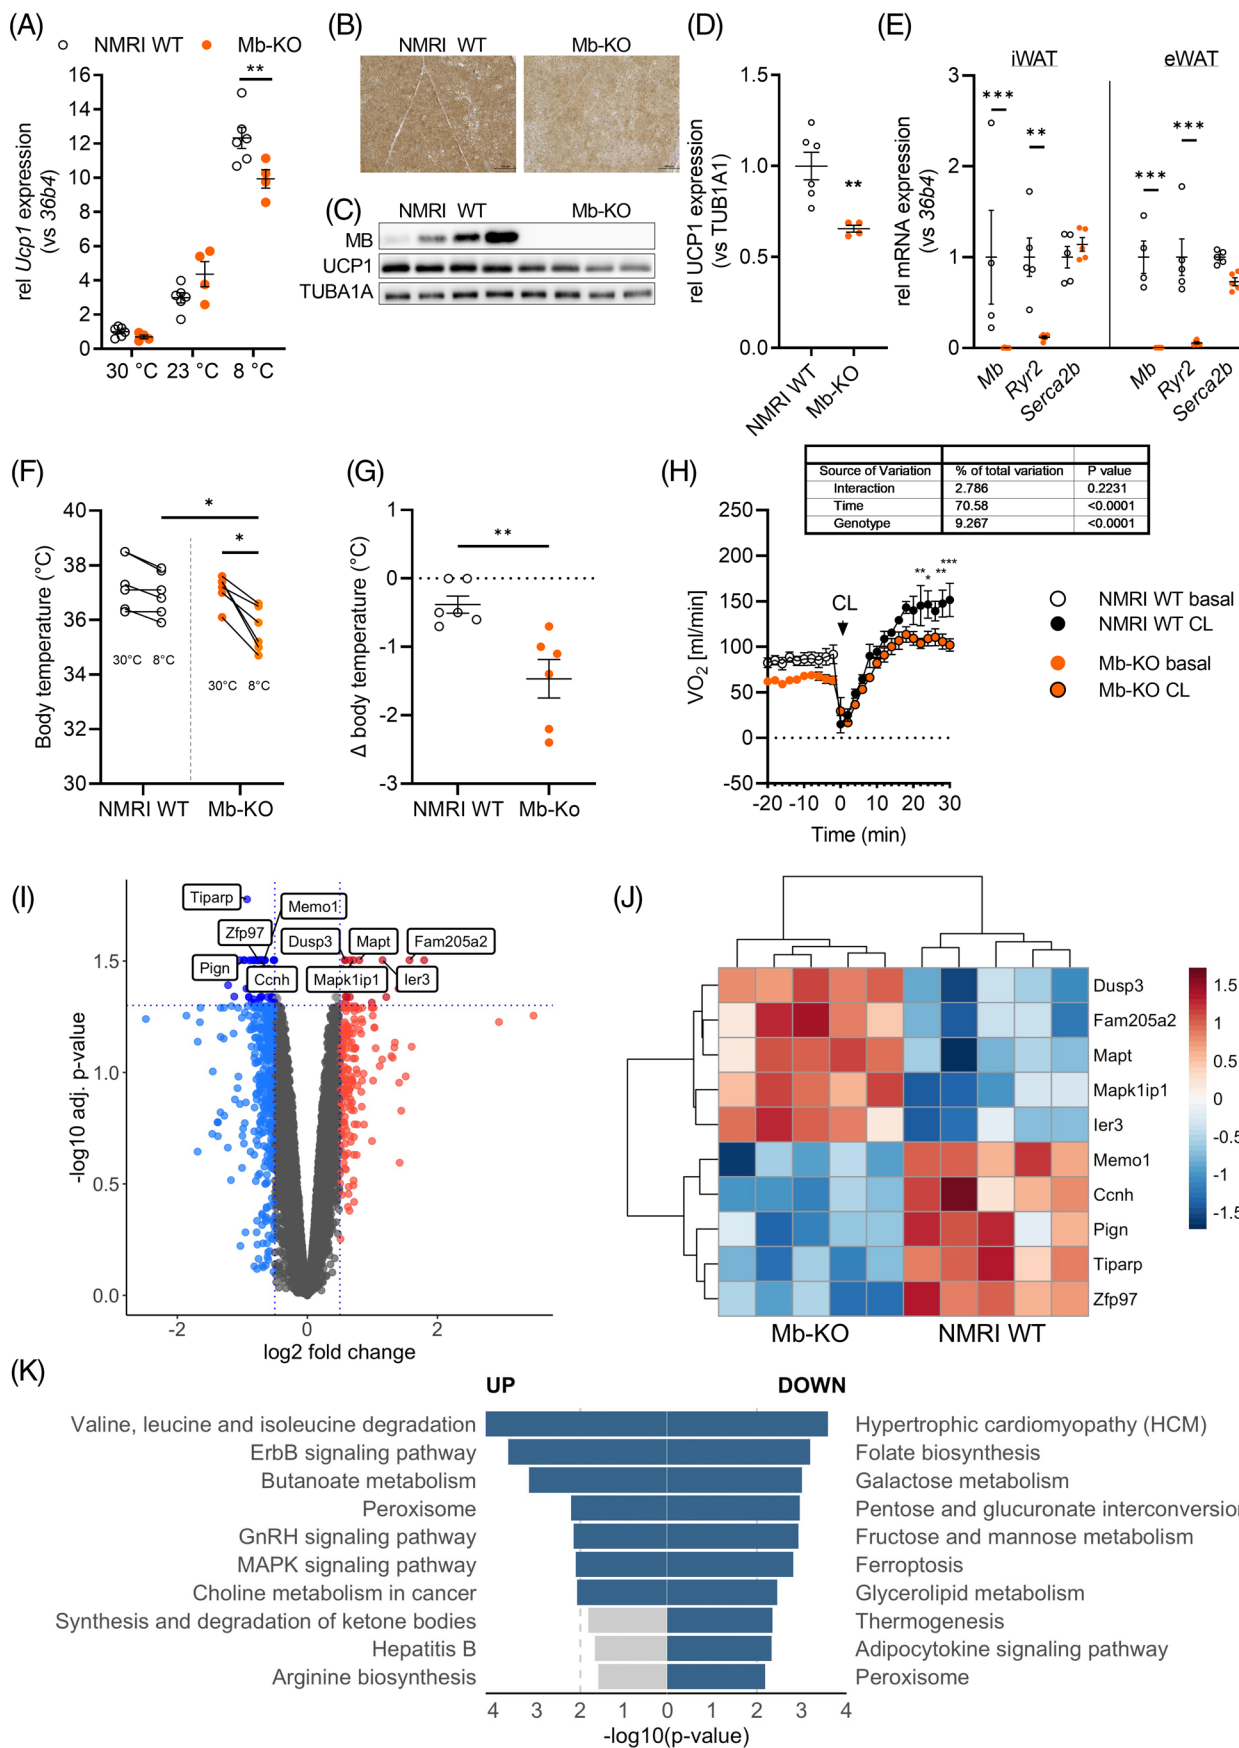 (A)
NMRI WT
Mb-KO
rel Ucp1 expression
(vs 36b4)
16
14
12
10
8
6
4
2
0
**
30 °C
23 °C
8 °C
(B)
NMRI WT
Mb-KO
(C)
NMRI WT
Mb-KO
MB
UCP1
TUBA1A
(D)
rel UCP1 expression
(vs TUB1A1)
1.5
1.0
0.5
0.0
**
NMRI WT
Mb-KO
(E)
iWAT
eWAT
rel mRNA expression
(vs 36b4)
3
2
1
0
***
**
***
***
Mb
Ryr2
Serca2b
Mb
Ryr2
Serca2b
(F)
Body temperature (°C)
40
38
36
34
32
30
*
*
30°C
8°C
30°C
8°C
NMRI WT
Mb-KO
(G)
Δ body temperature (°C)
1
0
-1
-2
-3
**
NMRI WT
Mb-Ko
(H)
Source of Variation % of total variation P value
Interaction 2.786 0.2231
Time 70.58 <0.0001
Genotype 9.267 <0.0001
VO2 [ml/min]
250
200
150
100
50
0
-50
CL
**
*
**
***
-20 -10 0 10 20 30
Time (min)
NMRI WT basal
NMRI WT CL
Mb-KO basal
Mb-KO CL
(I)
-log10 adj. p-value
1.5
1.0
0.5
0.0
Tiparp
Memo1
Zfp97
Dusp3
Mapt
Fam205a2
Pign
Ccnh
Mapk1ip1
Ier3
-2
0
2
log2 fold change
(J)
Dusp3
Fam205a2
Mapt
Mapk1ip1
Ier3
Memo1
Ccnh
Pign
Tiparp
Zfp97
Mb-KO
NMRI WT
1.5
1
0.5
0
-0.5
-1
-1.5
(K)
UP
DOWN
Valine, leucine and isoleucine degradation
Hypertrophic cardiomyopathy (HCM)
ErbB signaling pathway
Folate biosynthesis
Butanoate metabolism
Galactose metabolism
Peroxisome
Pentose and glucuronate interconversion
GnRH signaling pathway
Fructose and mannose metabolism
MAPK signaling pathway
Ferroptosis
Choline metabolism in cancer
Glycerolipid metabolism
Synthesis and degradation of ketone bodies
Thermogenesis
Hepatitis B
Adipocytokine signaling pathway
Arginine biosynthesis
Peroxisome
4 3 2 1 0 1 2 3 4
-log10(p-value)